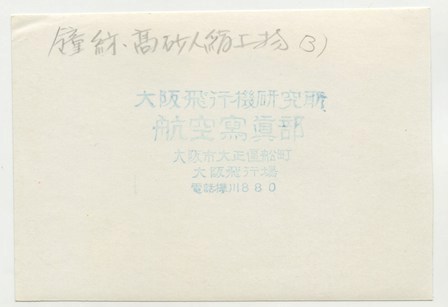 鐘紡・高砂人絹工場 (3)
大阪飛行機研究所
航空寫眞部
大阪市大正區船町
大阪飛行場
電話櫻川880